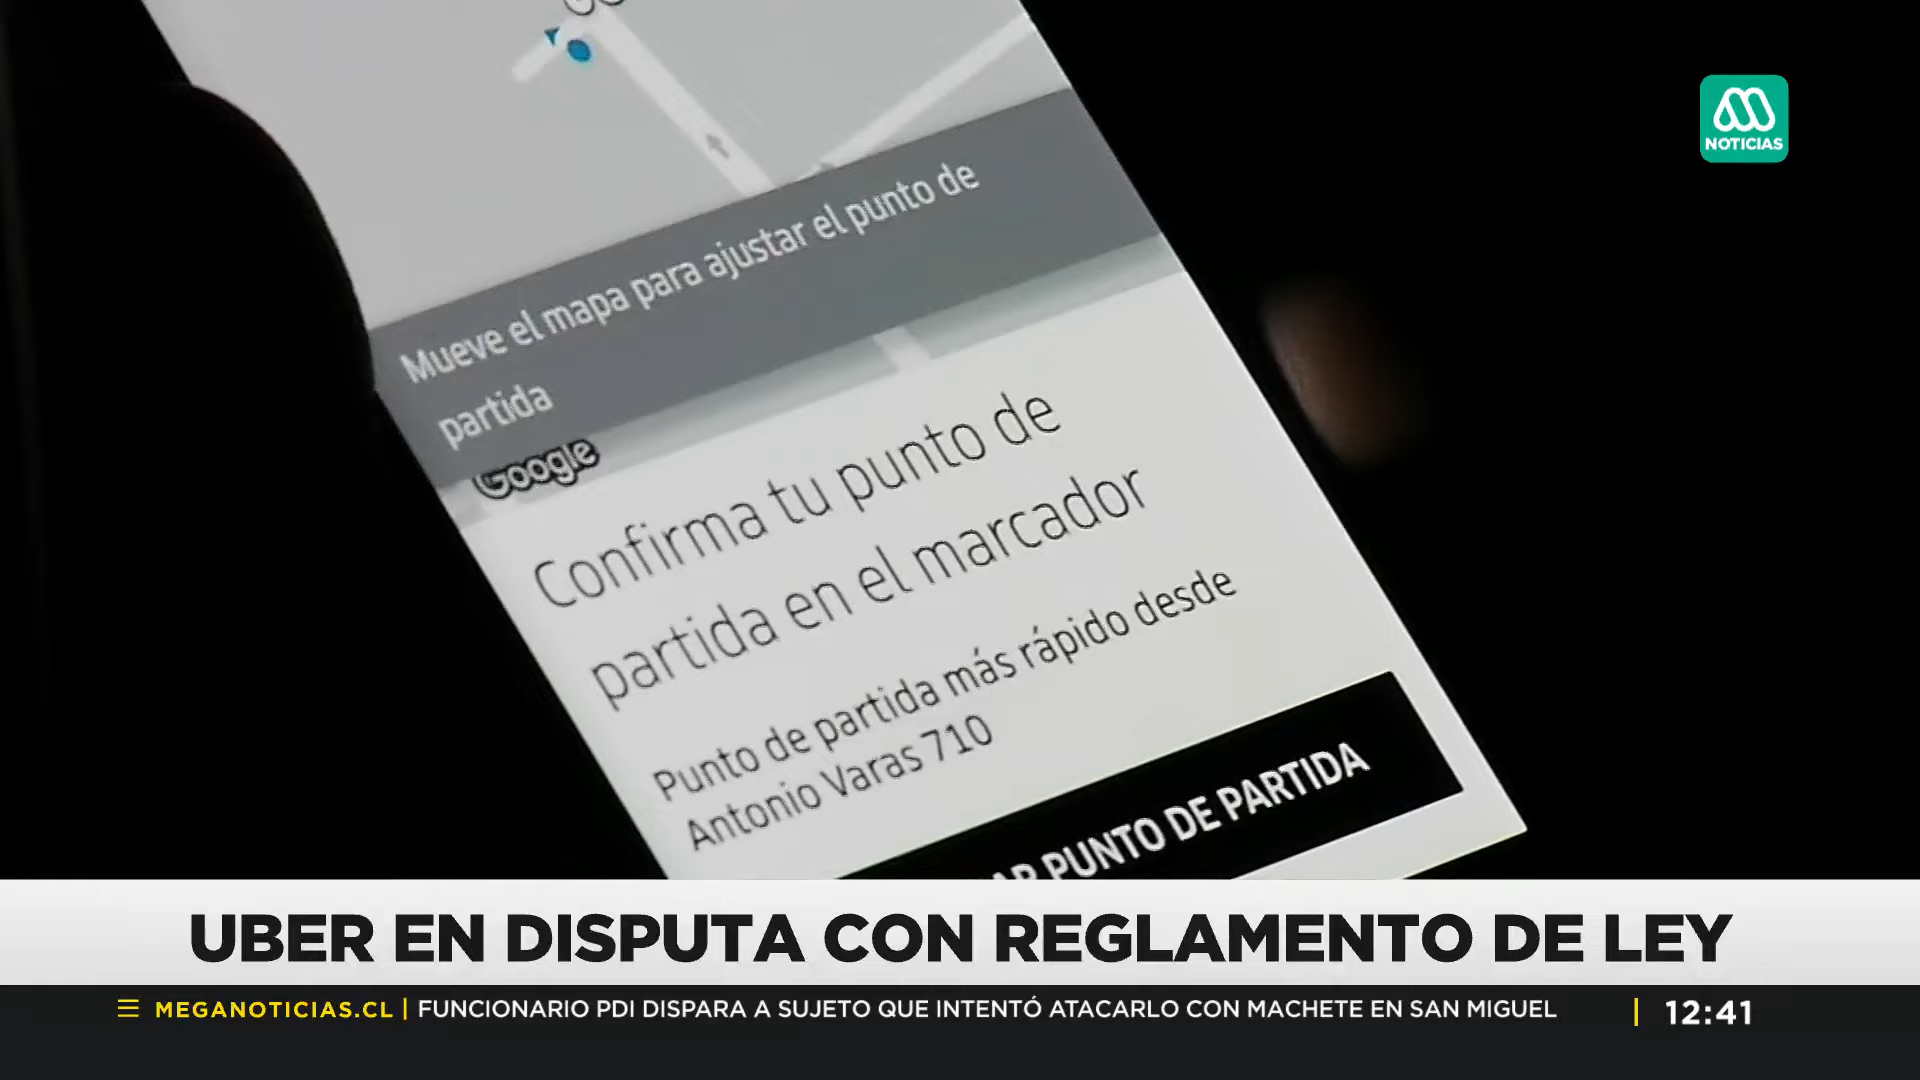 NOTICIAS
Mueve el mapa para ajustar el punto de
partida
Google
Confirma tu punto de
partida en el marcador
Punto de partida más rápido desde
Antonio Varas 710
PUNTO DE PARTIDA
UBER EN DISPUTA CON REGLAMENTO DE LEY
MEGANOTICIAS.CL | FUNCIONARIO PDI DISPARA A SUJETO QUE INTENTÓ ATACARLO CON MACHETE EN SAN MIGUEL | 12:41